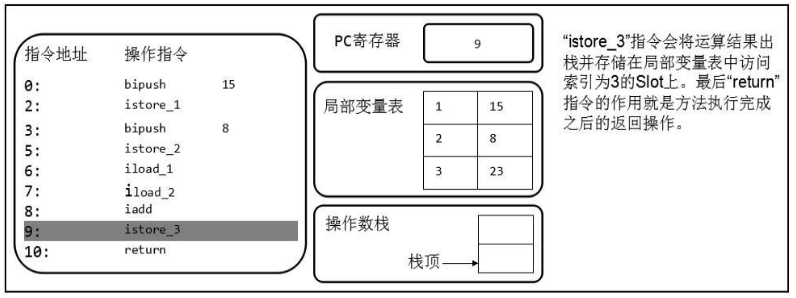 指令地址 操作指令
0: bipush 15
2: istore_1
3: bipush 8
5: istore_2
6: iload_1
7: iload_2
8: iadd
9: istore_3
10: return
PC寄存器 9
局部变量表 1 15
2 8
3 23
操作数栈
栈顶
“istore_3”指令会将运算结果出
栈并存储在局部变量表中访问
索引为3的Slot上。最后“return”
指令的作用就是方法执行完成
之后的返回操作。